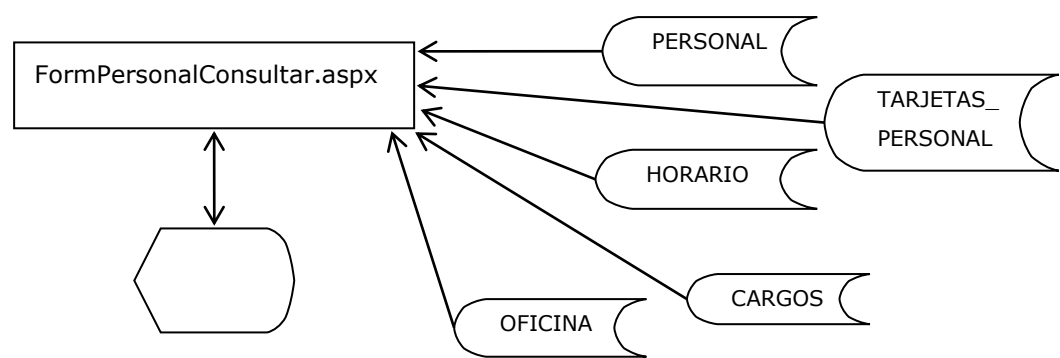 FormPersonalConsultar.aspx
PERSONAL
TARJETAS_
PERSONAL
HORARIO
CARGOS
OFICINA